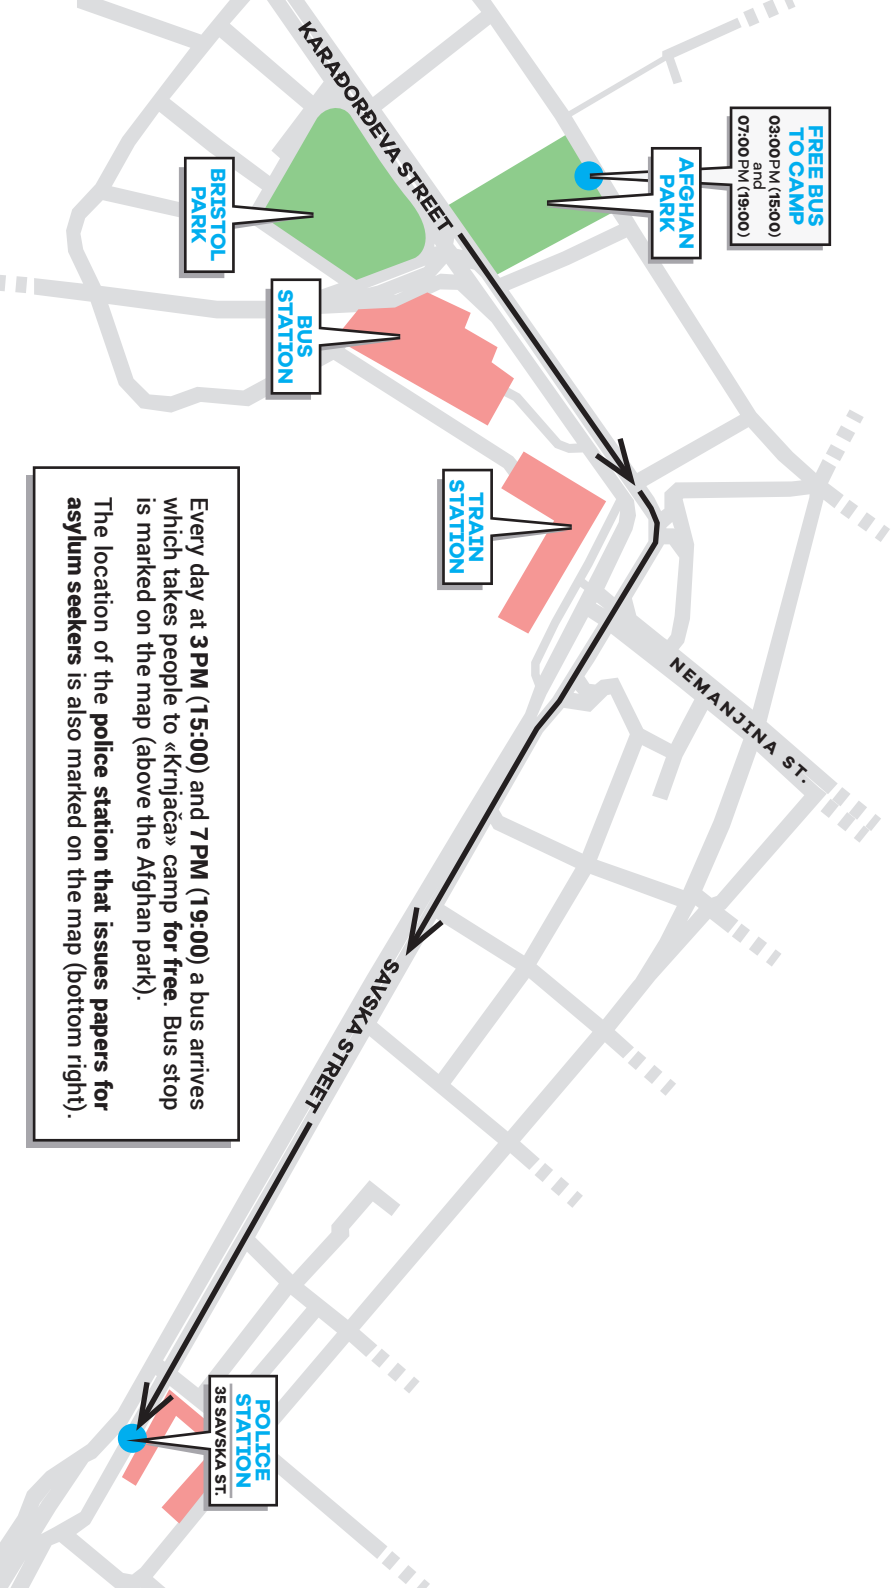 FREE BUS
TO CAMP
03:00 PM (15:00)
and
07:00 PM (19:00)
AFGHAN
PARK
KARAĐORĐEVA STREET
BRISTOL
PARK
BUS
STATION
TRAIN
STATION
NEMANJINA ST.
SAVSKA STREET
POLICE
STATION
35 SAVSKA ST.
Every day at 3 PM (15:00) and 7 PM (19:00) a bus arrives
which takes people to «Krnjača» camp for free. Bus stop
is marked on the map (above the Afghan park).
The location of the police station that issues papers for
asylum seekers is also marked on the map (bottom right).